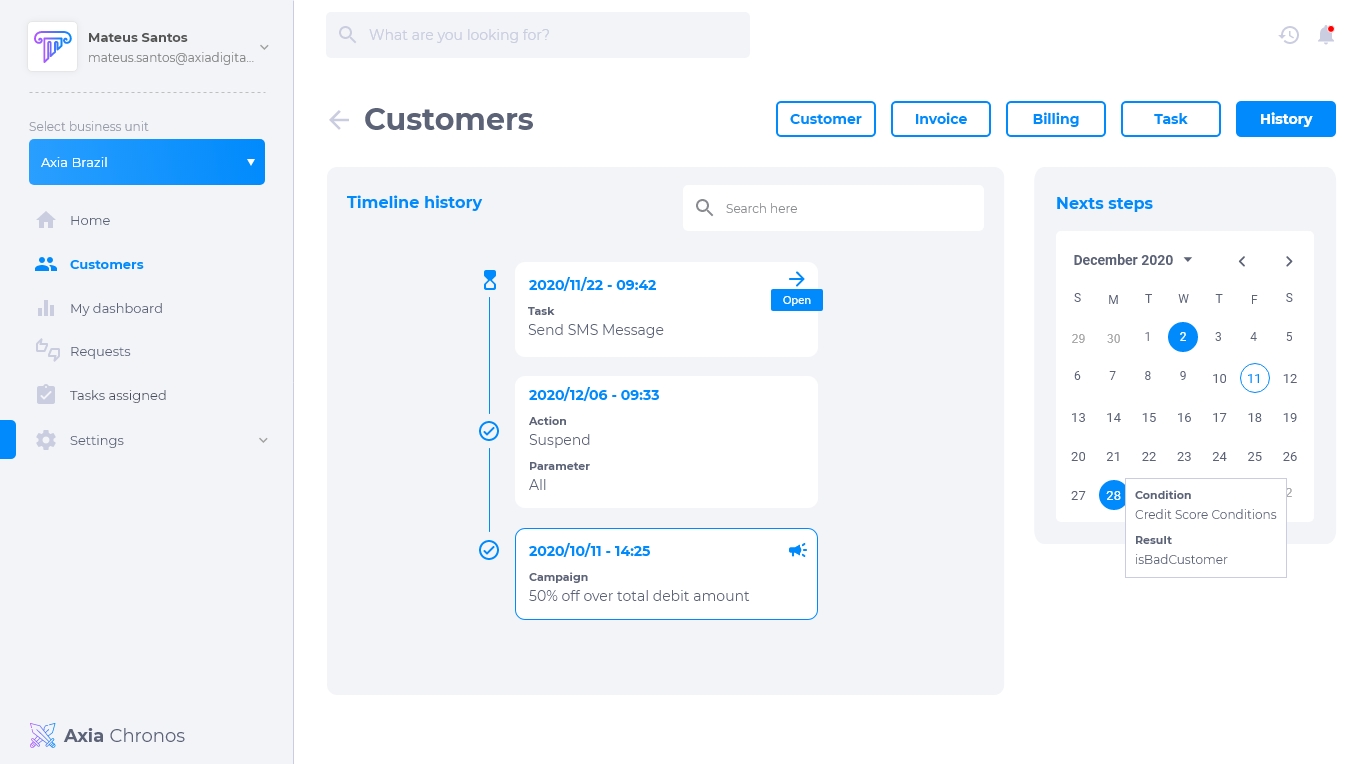 Mateus Santos
mateus.santos@axiadigita...
Select business unit
Axia Brazil
Home
Customers
My dashboard
Requests
Tasks assigned
Settings
Axia Chronos
What are you looking for?
Customers
Customer
Invoice
Billing
Task
History
Timeline history
Search here
2020/11/22 - 09:42
Open
Task
Send SMS Message
2020/12/06 - 09:33
Action
Suspend
Parameter
All
2020/10/11 - 14:25
Campaign
50% off over total debit amount
Nexts steps
December 2020
S M T W T F S
29 30 1 2 3 4 5
6 7 8 9 10 11 12
13 14 15 16 17 18 19
20 21 22 23 24 25 26
27 28 2
Condition
Credit Score Conditions
Result
isBadCustomer